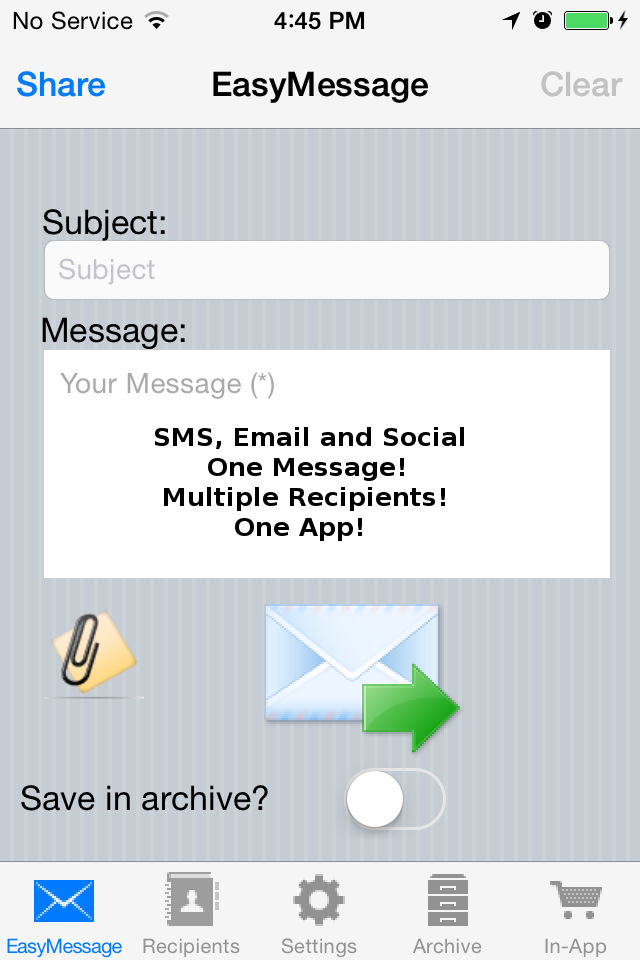 No Service 4:45 PM
Share EasyMessage Clear
Subject:
Subject
Message:
Your Message (*)
SMS, Email and Social
One Message!
Multiple Recipients!
One App!
Save in archive?
EasyMessage Recipients Settings Archive In-App